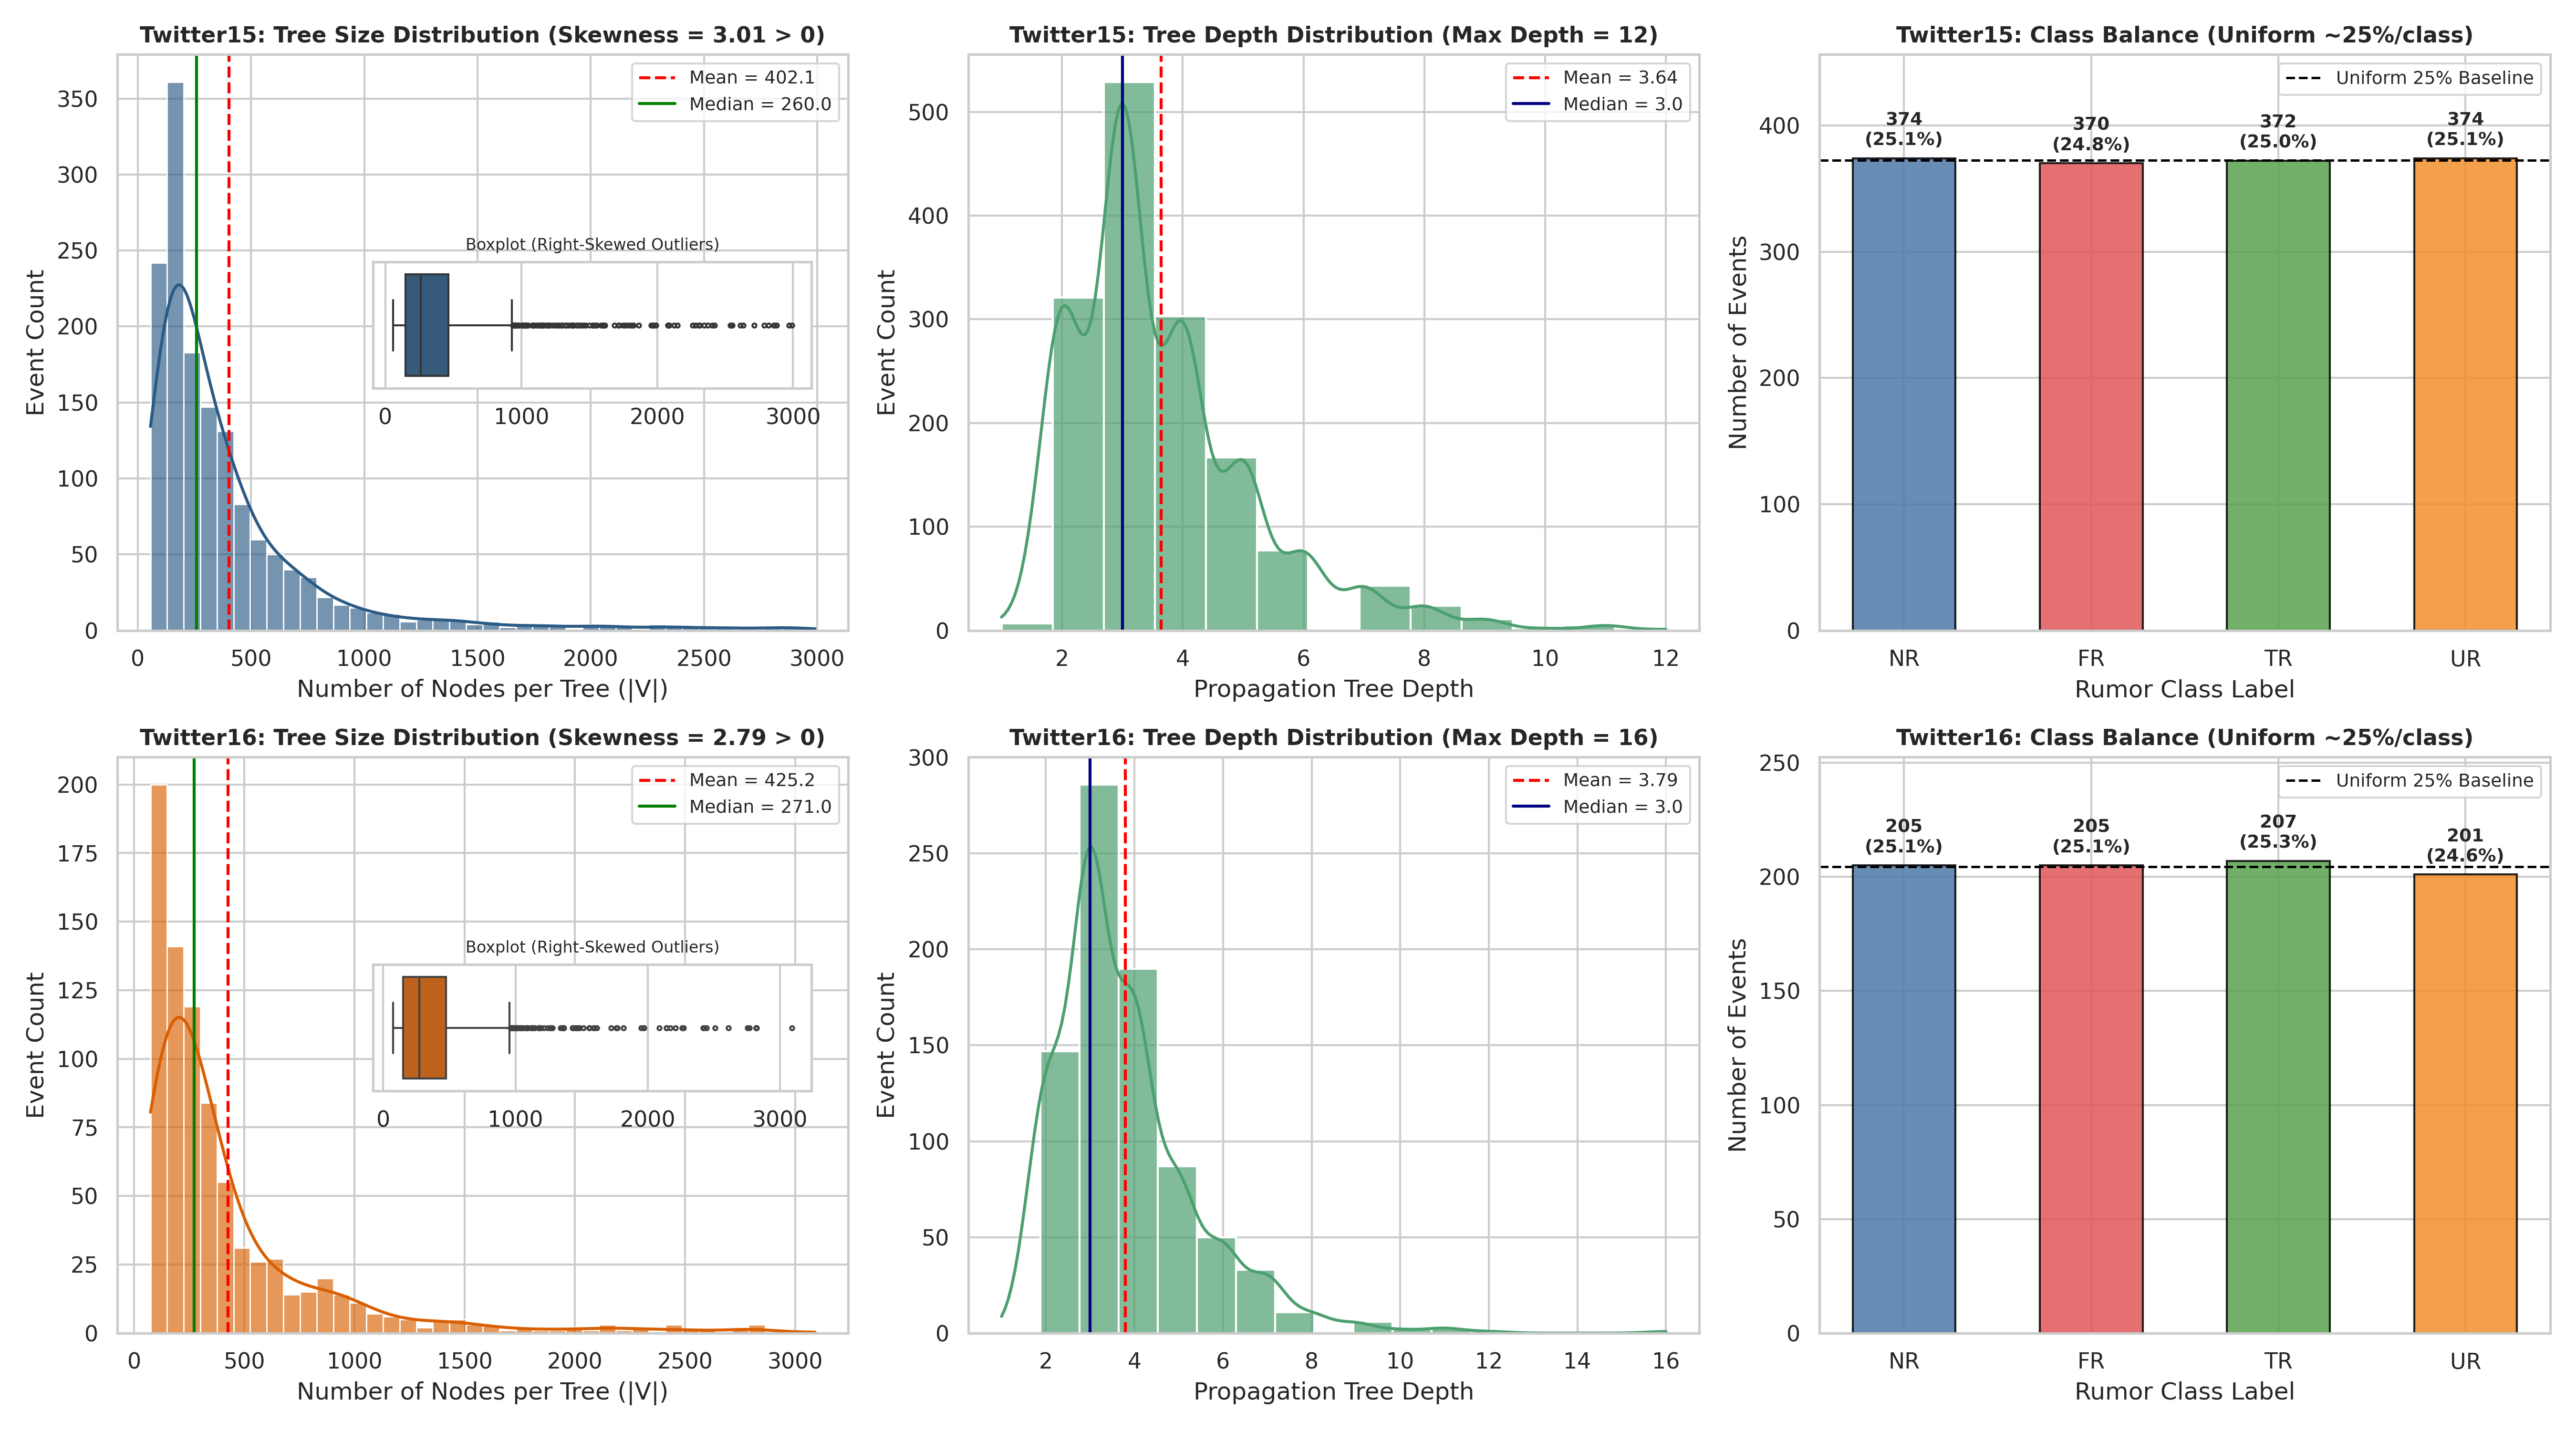 Twitter15: Tree Size Distribution (Skewness = 3.01 > 0)
Mean = 402.1
Median = 260.0
Event Count
350
300
250
200
150
100
50
0
Boxplot (Right-Skewed Outliers)
0 1000 2000 3000
0 500 1000 1500 2000 2500 3000
Number of Nodes per Tree (|V|)
Twitter15: Tree Depth Distribution (Max Depth = 12)
Mean = 3.64
Median = 3.0
Event Count
500
400
300
200
100
0
2 4 6 8 10 12
Propagation Tree Depth
Twitter15: Class Balance (Uniform ~25%/class)
Uniform 25% Baseline
Number of Events
400
300
200
100
0
374
(25.1%)
370
(24.8%)
372
(25.0%)
374
(25.1%)
NR FR TR UR
Rumor Class Label
Twitter16: Tree Size Distribution (Skewness = 2.79 > 0)
Mean = 425.2
Median = 271.0
Event Count
200
175
150
125
100
75
50
25
0
Boxplot (Right-Skewed Outliers)
0 1000 2000 3000
0 500 1000 1500 2000 2500 3000
Number of Nodes per Tree (|V|)
Twitter16: Tree Depth Distribution (Max Depth = 16)
Mean = 3.79
Median = 3.0
Event Count
300
250
200
150
100
50
0
2 4 6 8 10 12 14 16
Propagation Tree Depth
Twitter16: Class Balance (Uniform ~25%/class)
Uniform 25% Baseline
Number of Events
250
200
150
100
50
0
205
(25.1%)
205
(25.1%)
207
(25.3%)
201
(24.6%)
NR FR TR UR
Rumor Class Label